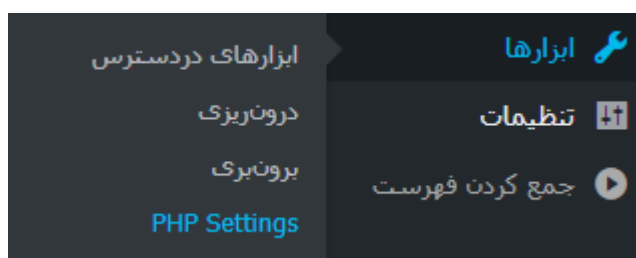 ابزارها
ابزارهای دردسترس
درون‌ریزی
برون‌بری
PHP Settings
تنظیمات
جمع کردن فهرست